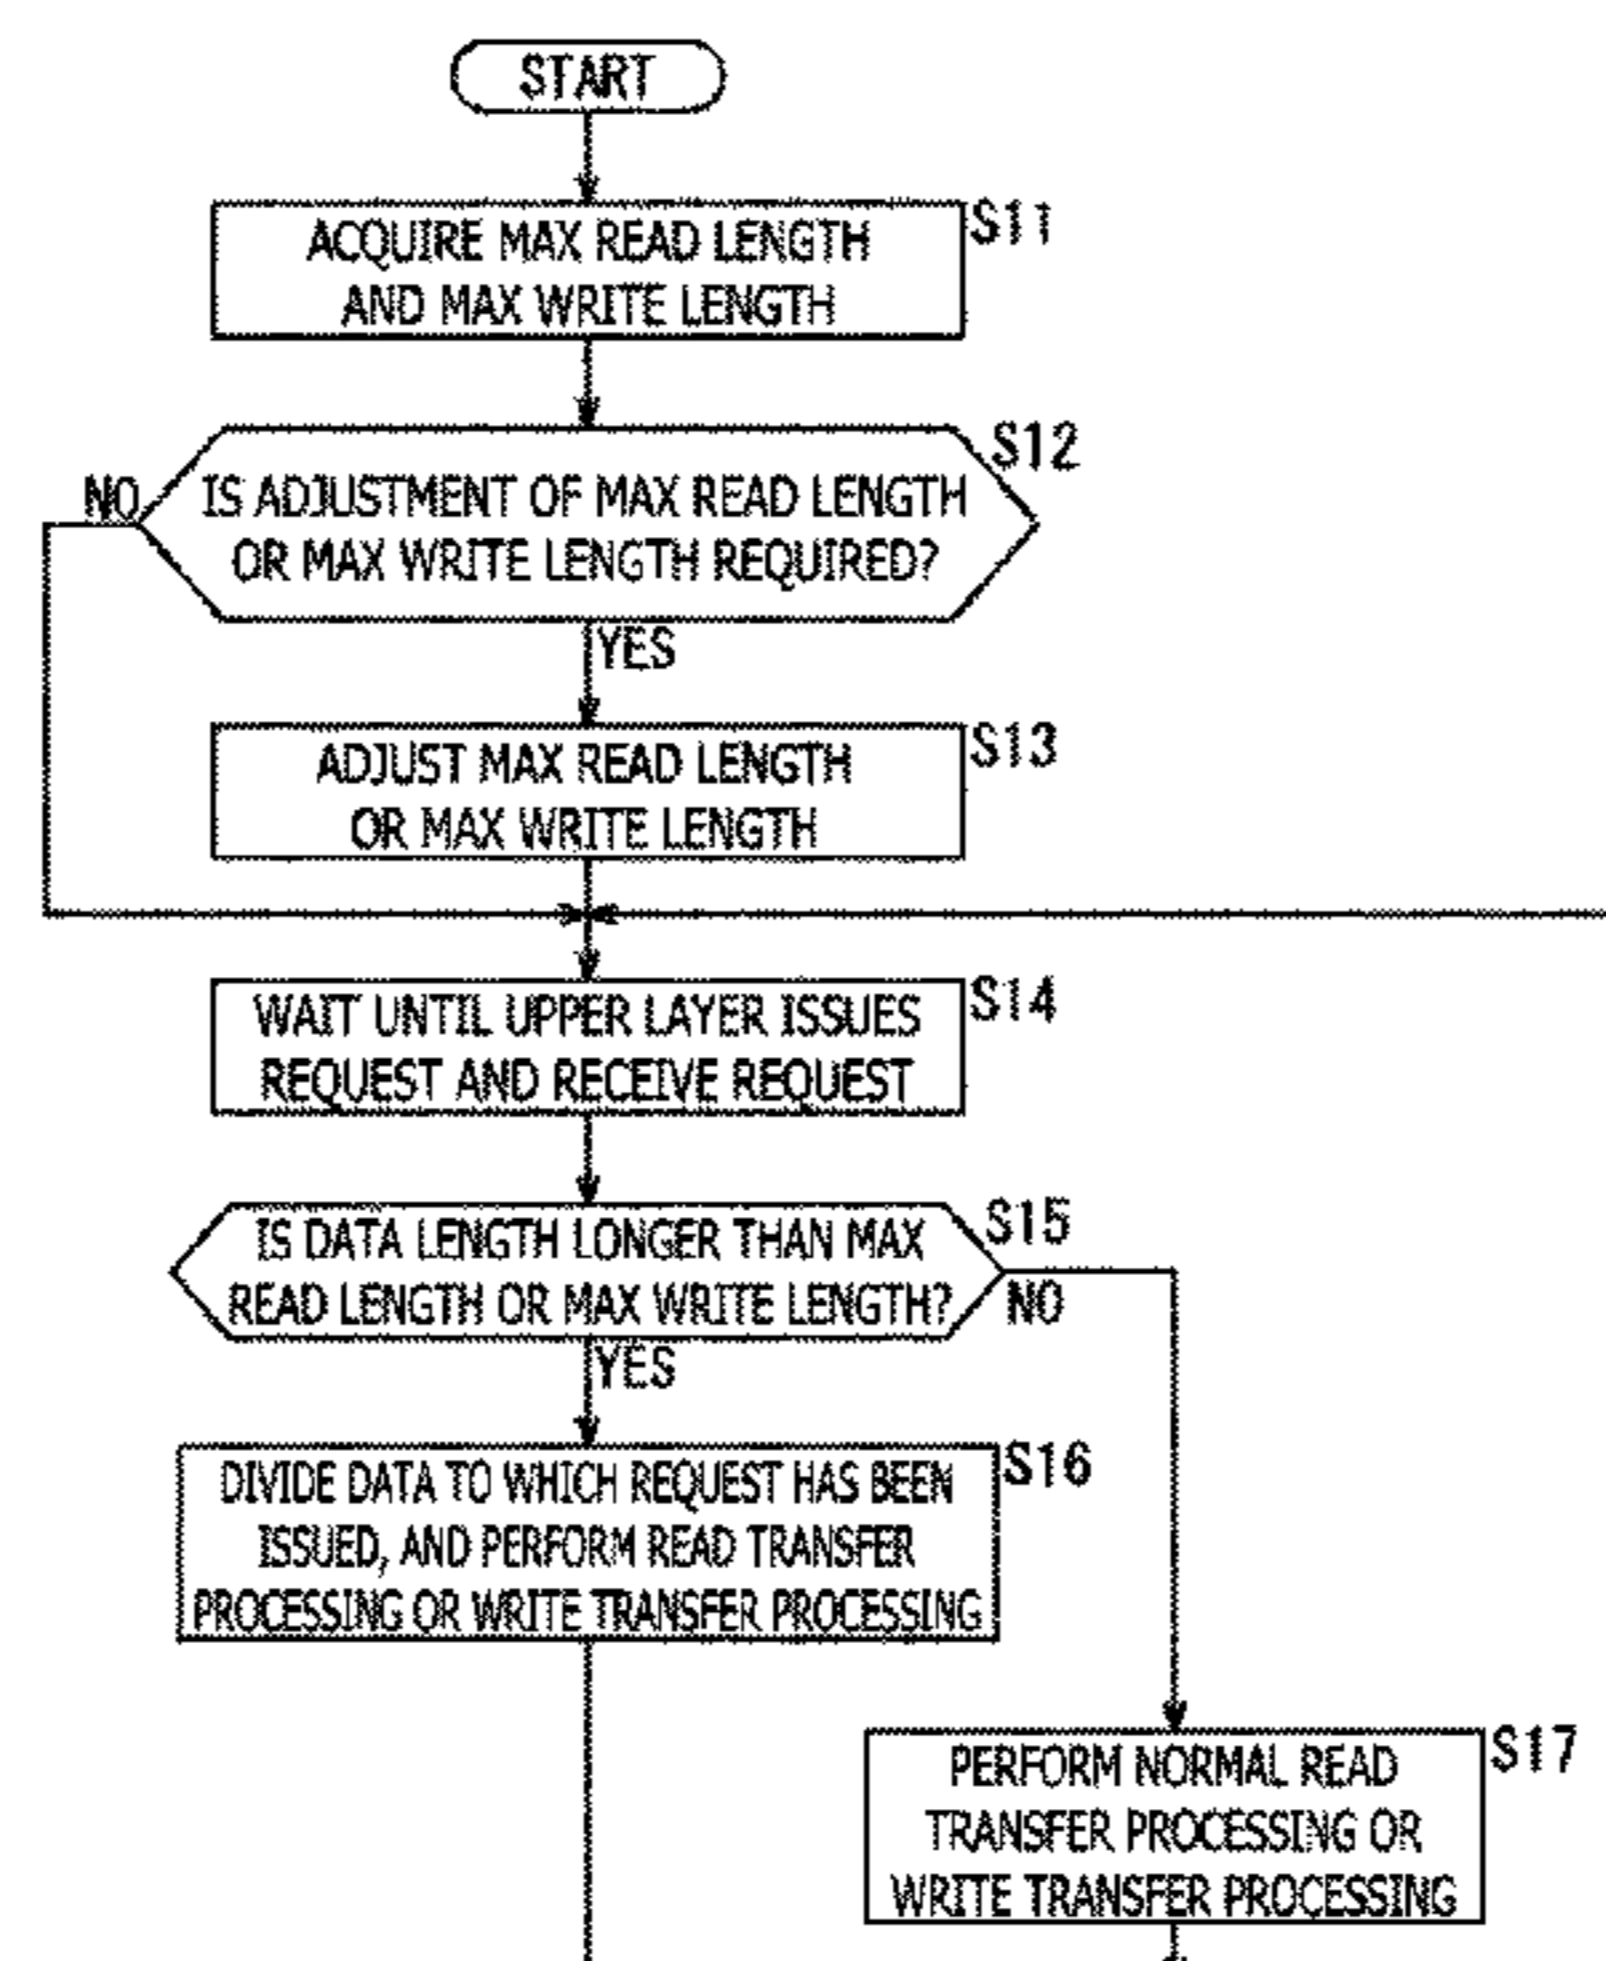 START
S11
ACQUIRE MAX READ LENGTH
AND MAX WRITE LENGTH
S12
NO
IS ADJUSTMENT OF MAX READ LENGTH
OR MAX WRITE LENGTH REQUIRED?
YES
S13
ADJUST MAX READ LENGTH
OR MAX WRITE LENGTH
S14
WAIT UNTIL UPPER LAYER ISSUES
REQUEST AND RECEIVE REQUEST
S15
IS DATA LENGTH LONGER THAN MAX
READ LENGTH OR MAX WRITE LENGTH?
NO
YES
S16
DIVIDE DATA TO WHICH REQUEST HAS BEEN
ISSUED, AND PERFORM READ TRANSFER
PROCESSING OR WRITE TRANSFER PROCESSING
S17
PERFORM NORMAL READ
TRANSFER PROCESSING OR
WRITE TRANSFER PROCESSING